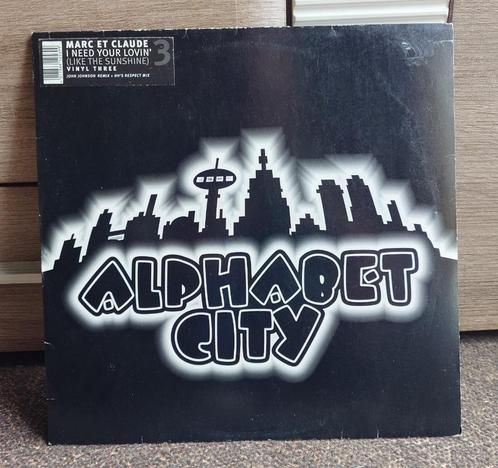 MARC ET CLAUDE
I NEED YOUR LOVIN'
(LIKE THE SUNSHINE)
VINYL THREE
JOHN JOHNSON REMIX + HH'S RESPECT MIX
3
ALPHABET
CITY